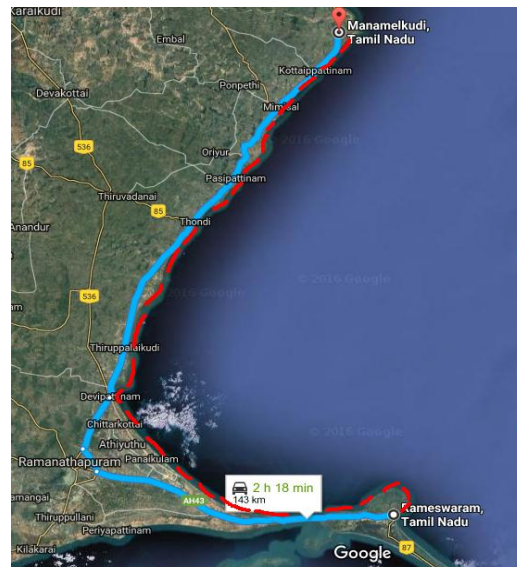 Karaikudi
Manamelkudi,
Tamil Nadu
Embal
Kottaippattinam
Ponpethi
Devakottai
Mimisal
© 2016 Google
536
Oriyur
85
Pasipattinam
Thiruvadanai
85
Thondi
Anandur
© 2016 Google
2016 Google
536
Thiruppalaikudi
Devipattinam
Chittarkottai
Athiyuthu
Ramanathapuram
Panaikulam
2 h 18 min
143 km
AH43
Rameswaram,
Tamil Nadu
Thiruppullani
Periyapattinam
Google
87
Kilakarai